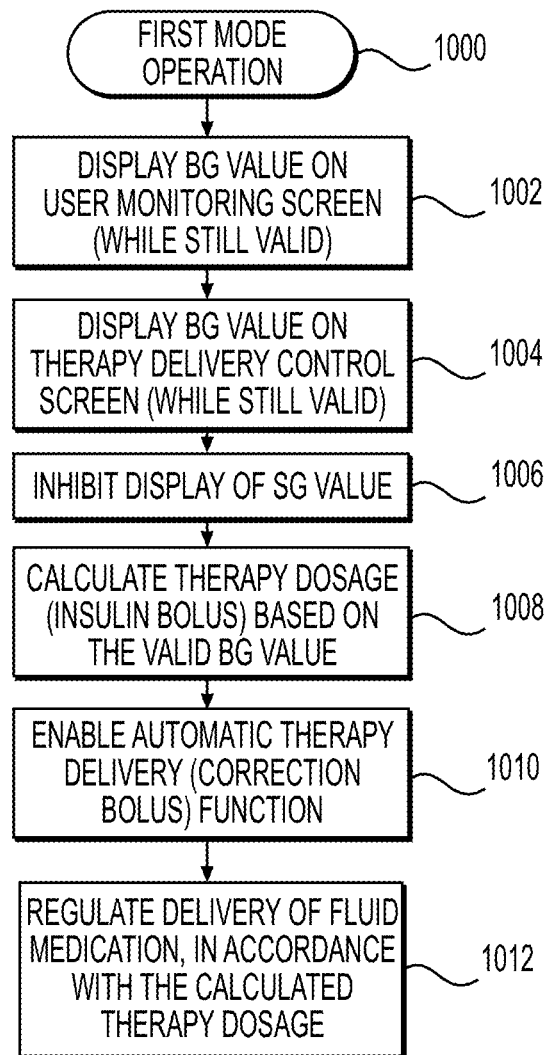 FIRST MODE
OPERATION
1000
DISPLAY BG VALUE ON
USER MONITORING SCREEN
(WHILE STILL VALID)
1002
DISPLAY BG VALUE ON
THERAPY DELIVERY CONTROL
SCREEN (WHILE STILL VALID)
1004
INHIBIT DISPLAY OF SG VALUE
1006
CALCULATE THERAPY DOSAGE
(INSULIN BOLUS) BASED ON
THE VALID BG VALUE
1008
ENABLE AUTOMATIC THERAPY
DELIVERY (CORRECTION
BOLUS) FUNCTION
1010
REGULATE DELIVERY OF FLUID
MEDICATION, IN ACCORDANCE
WITH THE CALCULATED
THERAPY DOSAGE
1012